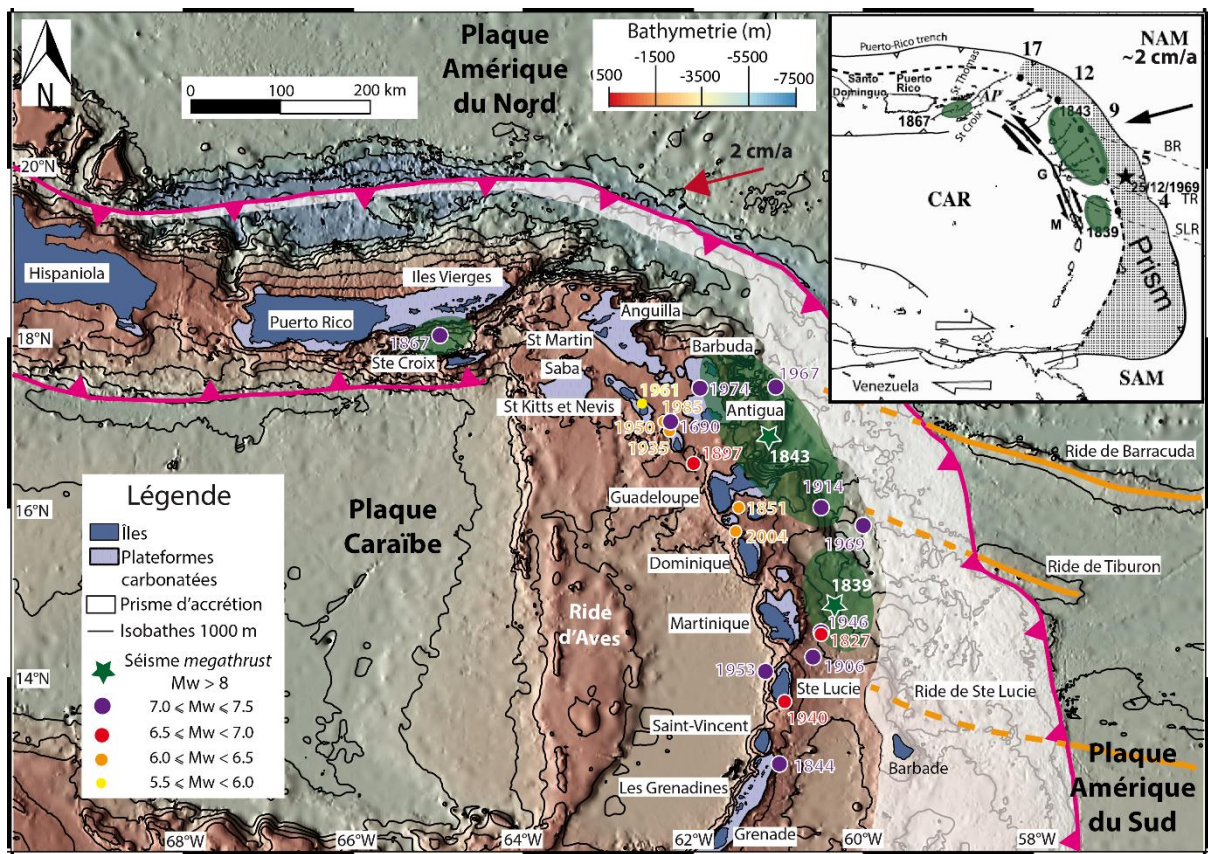 Plaque
Amérique
du Nord
N
0 100 200 km
Bathymetrie (m)
-1500 -5500
1500 -3500 -7500
20°N
18°N
16°N
14°N
68°W
66°W
64°W
62°W
60°W
58°W
2 cm/a
Hispaniola
Puerto Rico
Iles Vierges
1867
Ste Croix
Anguilla
St Martin
Saba
Barbuda
St Kitts et Nevis
1961
1985
1950
1690
1935
1974
1967
Antigua
1843
1897
Guadeloupe
1914
1851
1969
2004
Dominique
1839
Martinique
1946
1827
1906
1953
Ste Lucie
1940
Saint-Vincent
1844
Les Grenadines
Grenade
Barbade
Plaque
Caraïbe
Ride
d'Aves
Ride de Barracuda
Ride de Tiburon
Ride de Ste Lucie
Plaque
Amérique
du Sud
Légende
Îles
Plateformes
carbonatées
Prisme d'accrétion
Isobathes 1000 m
Séisme megathrust
Mw > 8
7.0 ⩽ Mw ⩽ 7.5
6.5 ⩽ Mw < 7.0
6.0 ⩽ Mw < 6.5
5.5 ⩽ Mw < 6.0
Puerto-Rico trench
17
NAM
~2 cm/a
12
Santo
Dominguo
Puerto
Rico
St Thomas
AP
1867
St Croix
1843
9
BR
5
25/12/1969
TR
4
G
CAR
M
1839
SLR
Prism
Venezuela
SAM